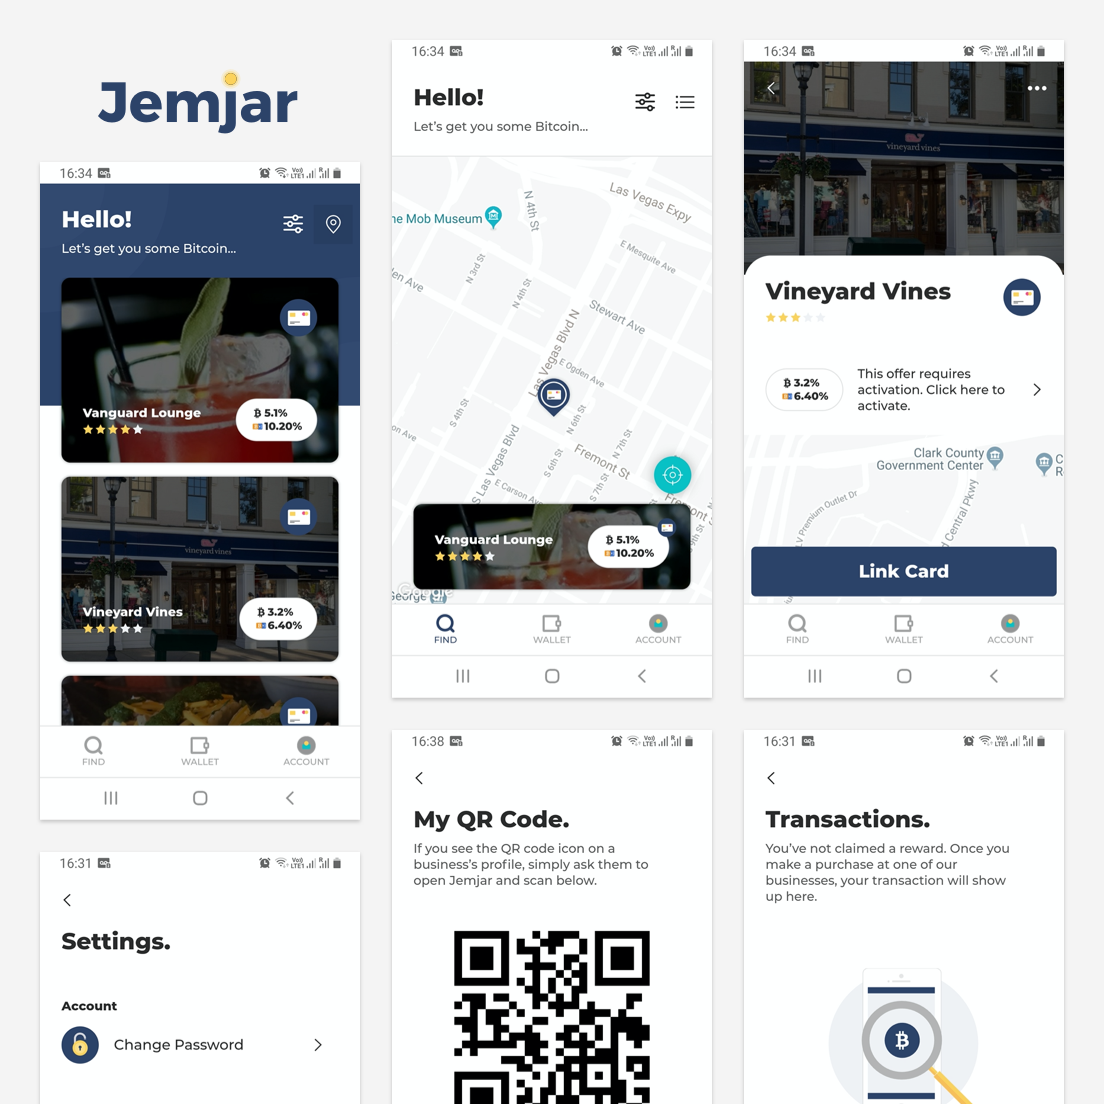 Jemjar
16:34
Hello!
Let's get you some Bitcoin...
Vanguard Lounge
₿ 5.1%
10.20%
vineyard vines
Vineyard Vines
₿ 3.2%
6.40%
FIND
WALLET
ACCOUNT
16:34
Hello!
Let's get you some Bitcoin...
Las Vegas Expy
N 4th St
he Mob Museum
E Mesquite Ave
N 3rd St
en Ave
N 4th St
Stewart Ave
Las Vegas Blvd N
E Ogden Ave
S 4th St
on Ave
N 6th St
N 7th St
S Las Vegas Blvd
Fremont St
S 6th St
E Carson Ave
S 7th St
Fremont St
Vanguard Lounge
₿ 5.1%
10.20%
Google
George
FIND
WALLET
ACCOUNT
16:34
vineyard vines
Vineyard Vines
₿ 3.2%
6.40%
This offer requires
activation. Click here to
activate.
Clark County
Government Center
C
R
LV Premium Outlet Dr
d Central Pkwy
Link Card
FIND
WALLET
ACCOUNT
16:31
Settings.
Account
Change Password
16:38
My QR Code.
If you see the QR code icon on a
business's profile, simply ask them to
open Jemjar and scan below.
16:31
Transactions.
You've not claimed a reward. Once you
make a purchase at one of our
businesses, your transaction will show
up here.
₿